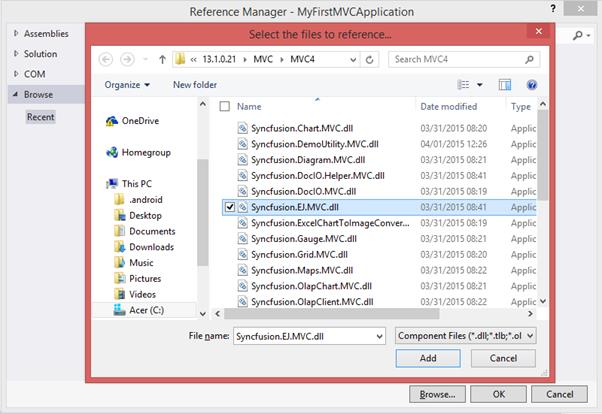 Reference Manager - MyFirstMVCApplication
Assemblies
Solution
COM
Browse
Recent
Select the files to reference...
« 13.1.0.21 MVC MVC4
Search MVC4
Organize
New folder
OneDrive
Homegroup
This PC
.android
Desktop
Documents
Downloads
Music
Pictures
Videos
Acer (C:)
Name Date modified Type
Syncfusion.Chart.MVC.dll 03/31/2015 08:20 Applic
Syncfusion.DemoUtility.MVC.dll 04/01/2015 12:26 Applic
Syncfusion.Diagram.MVC.dll 03/31/2015 08:21 Applic
Syncfusion.DocIO.Helper.MVC.dll 03/31/2015 08:21 Applic
Syncfusion.DocIO.MVC.dll 03/31/2015 08:19 Applic
Syncfusion.EJ.MVC.dll 03/31/2015 08:41 Applic
Syncfusion.ExcelChartToImageConver... 03/31/2015 08:19 Applic
Syncfusion.Gauge.MVC.dll 03/31/2015 08:21 Applic
Syncfusion.Grid.MVC.dll 03/31/2015 08:21 Applic
Syncfusion.Maps.MVC.dll 03/31/2015 08:22 Applic
Syncfusion.OlapChart.MVC.dll 03/31/2015 08:21 Applic
Syncfusion.OlapClient.MVC.dll 03/31/2015 08:22 Applic
File name: Syncfusion.EJ.MVC.dll
Component Files (*.dll;*.tlb;*.ol
Add
Cancel
Browse...
OK
Cancel